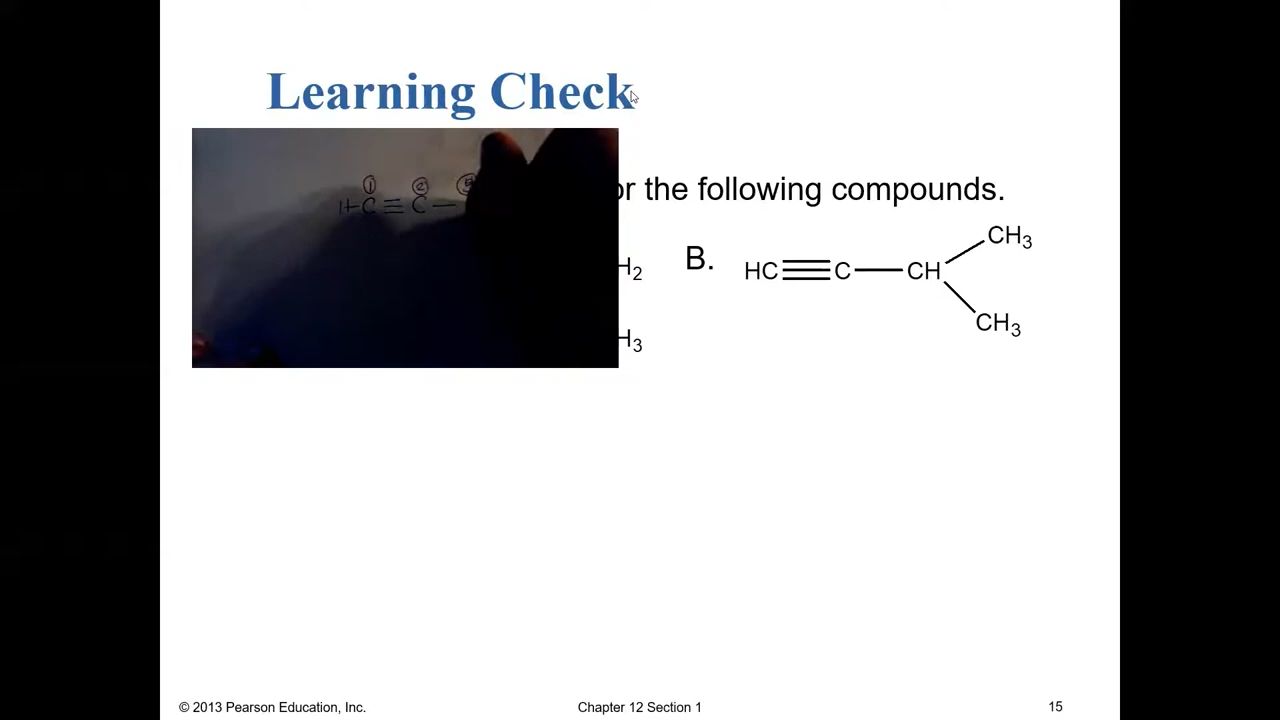 Learning Check
① ② ③
H-C≡C—
or the following compounds.
H2
H3
B. HC≡C—CH
CH3
CH3
© 2013 Pearson Education, Inc. Chapter 12 Section 1 15